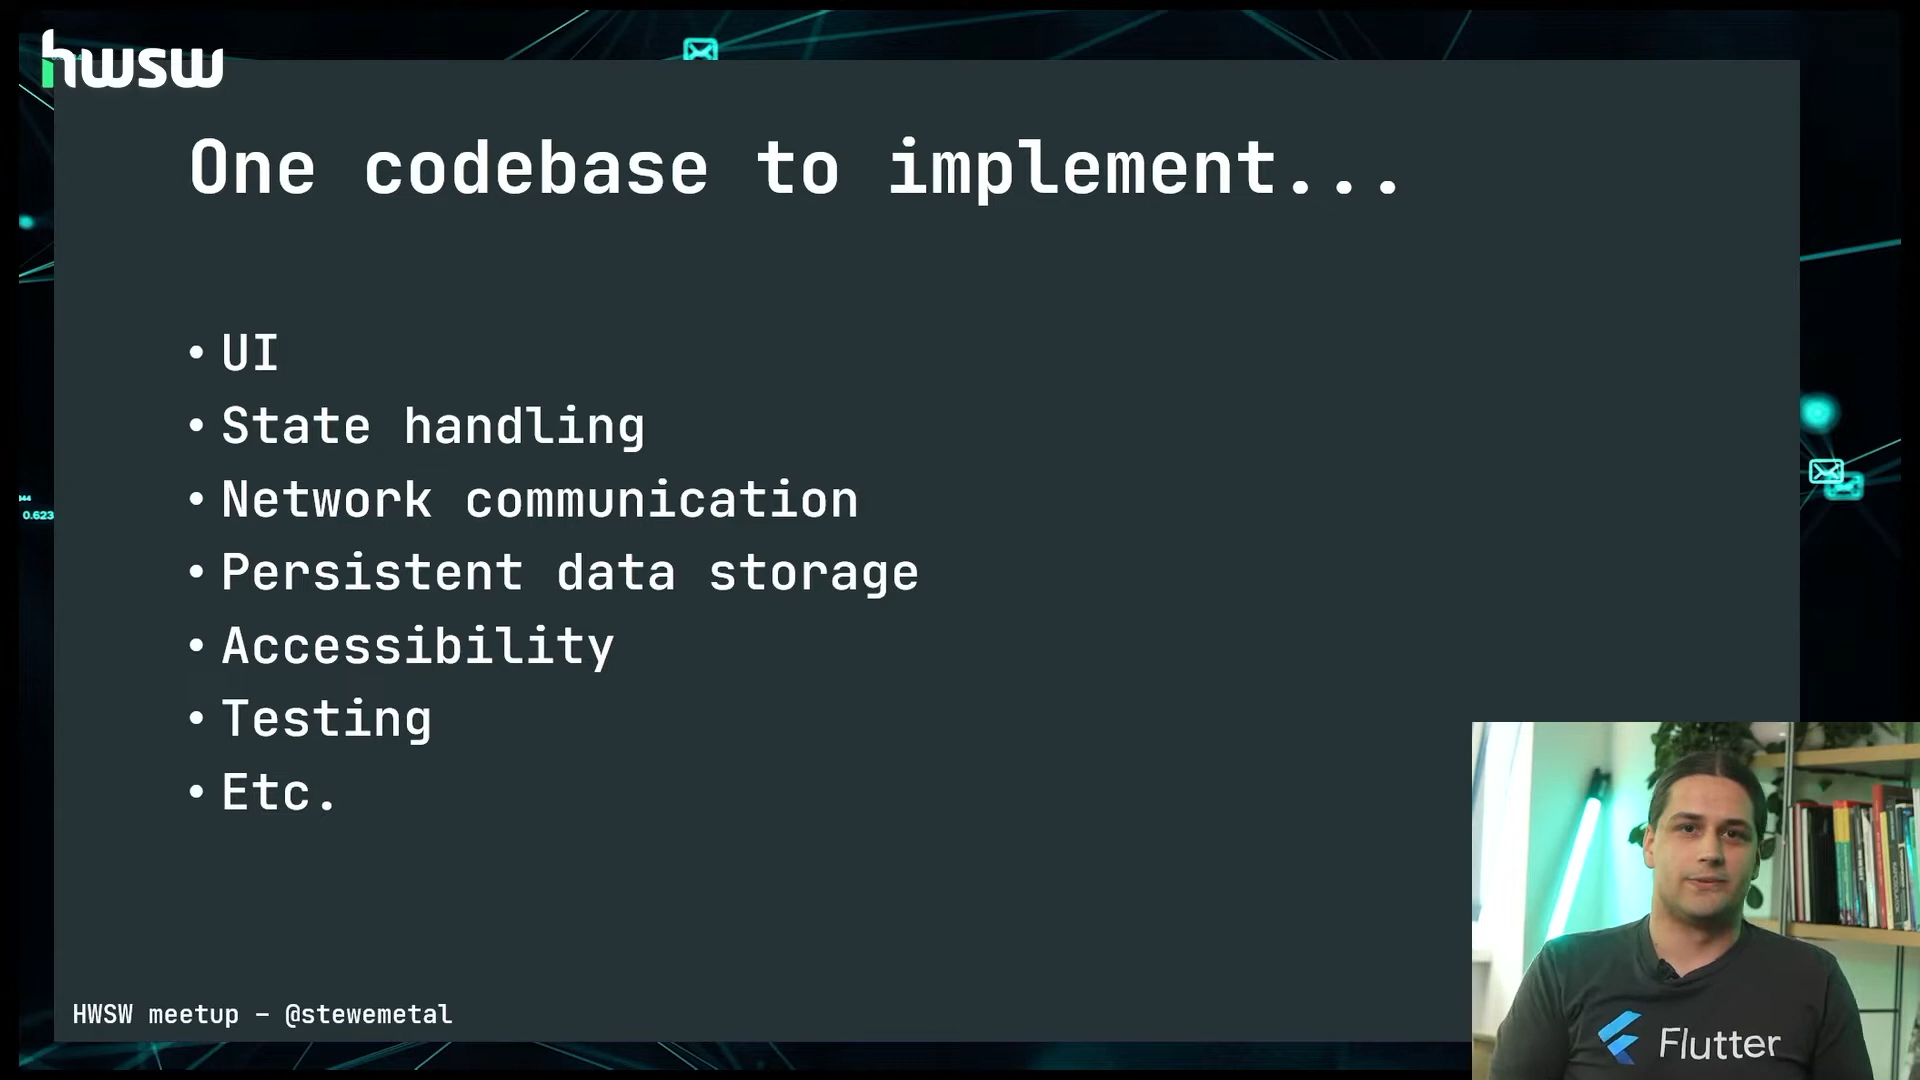 hwsw
One codebase to implement...
• UI
• State handling
• Network communication
• Persistent data storage
• Accessibility
• Testing
• Etc.
0.623
HWSW meetup – @stewemetal
Flutter